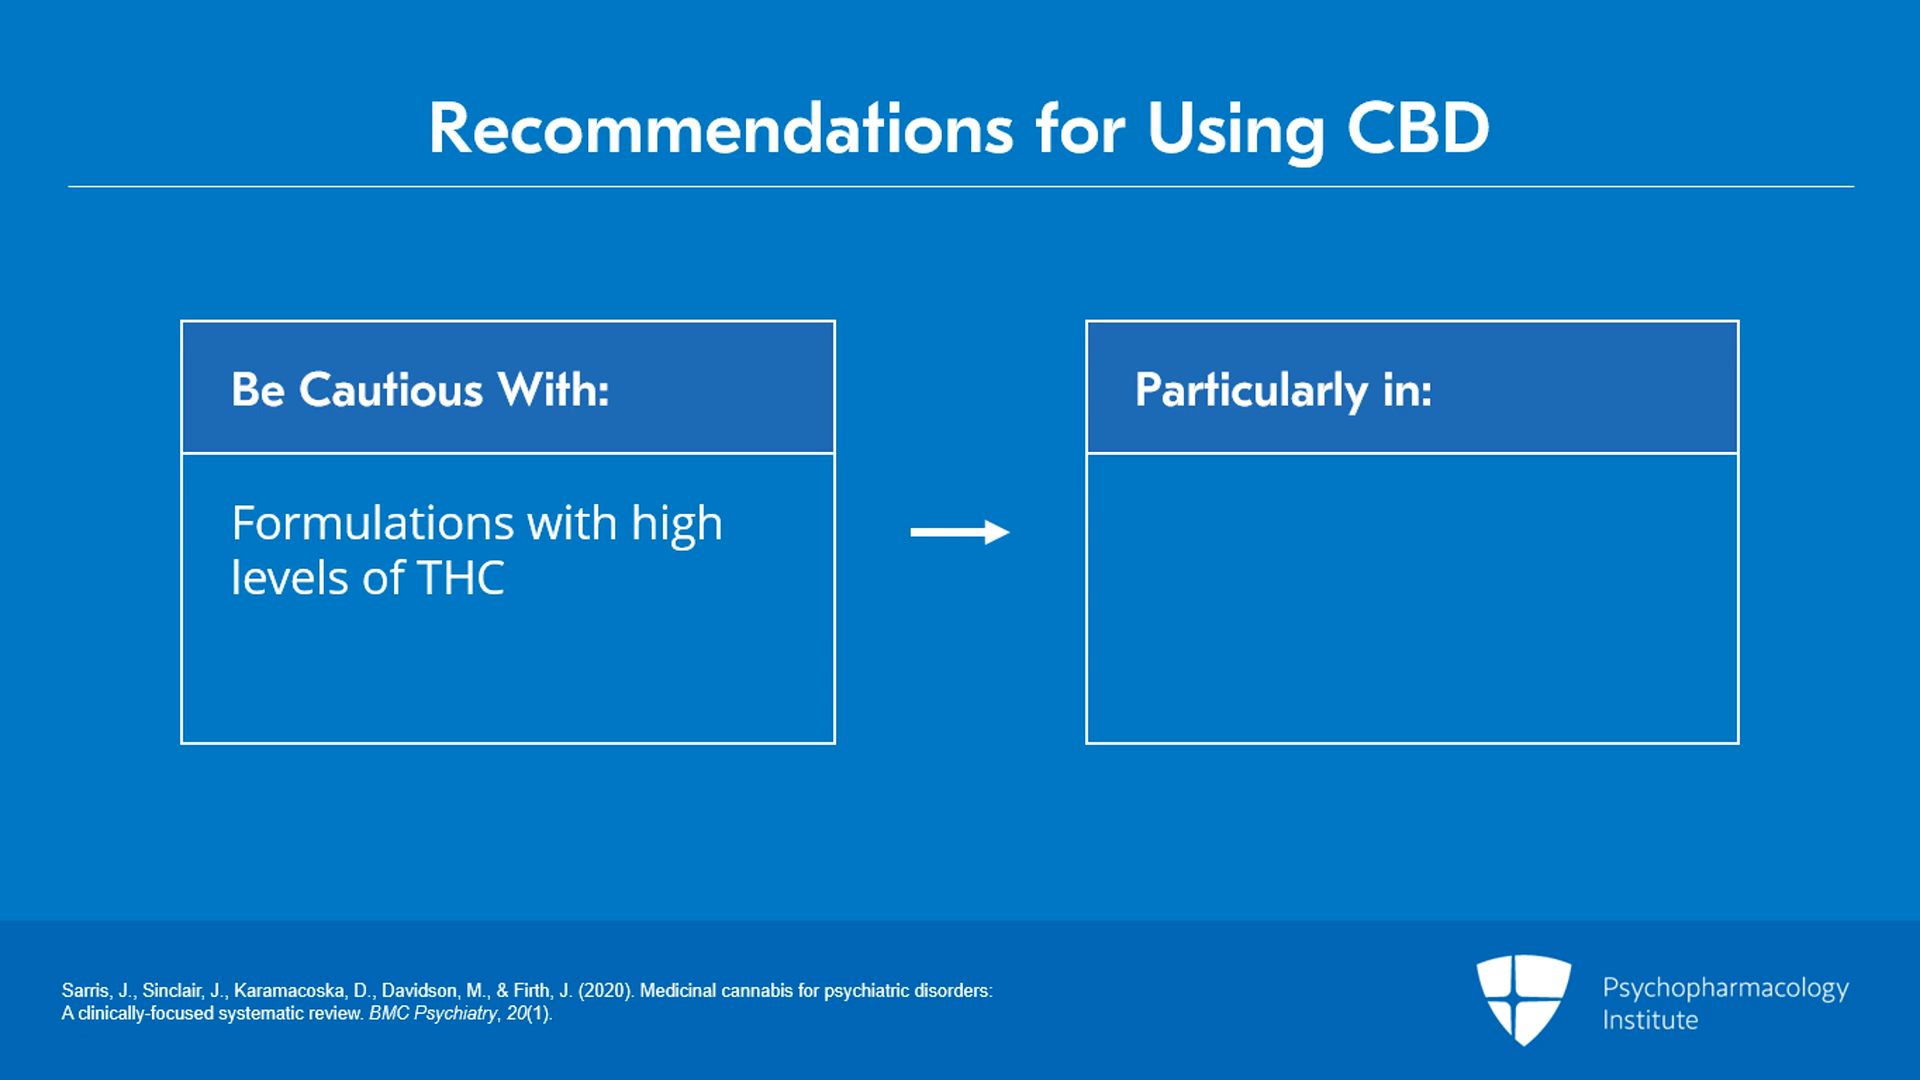 Recommendations for Using CBD
Be Cautious With:
Formulations with high
levels of THC
Particularly in:
Sarris, J., Sinclair, J., Karamacoska, D., Davidson, M., & Firth, J. (2020). Medicinal cannabis for psychiatric disorders:
A clinically-focused systematic review. BMC Psychiatry, 20(1).
Psychopharmacology
Institute